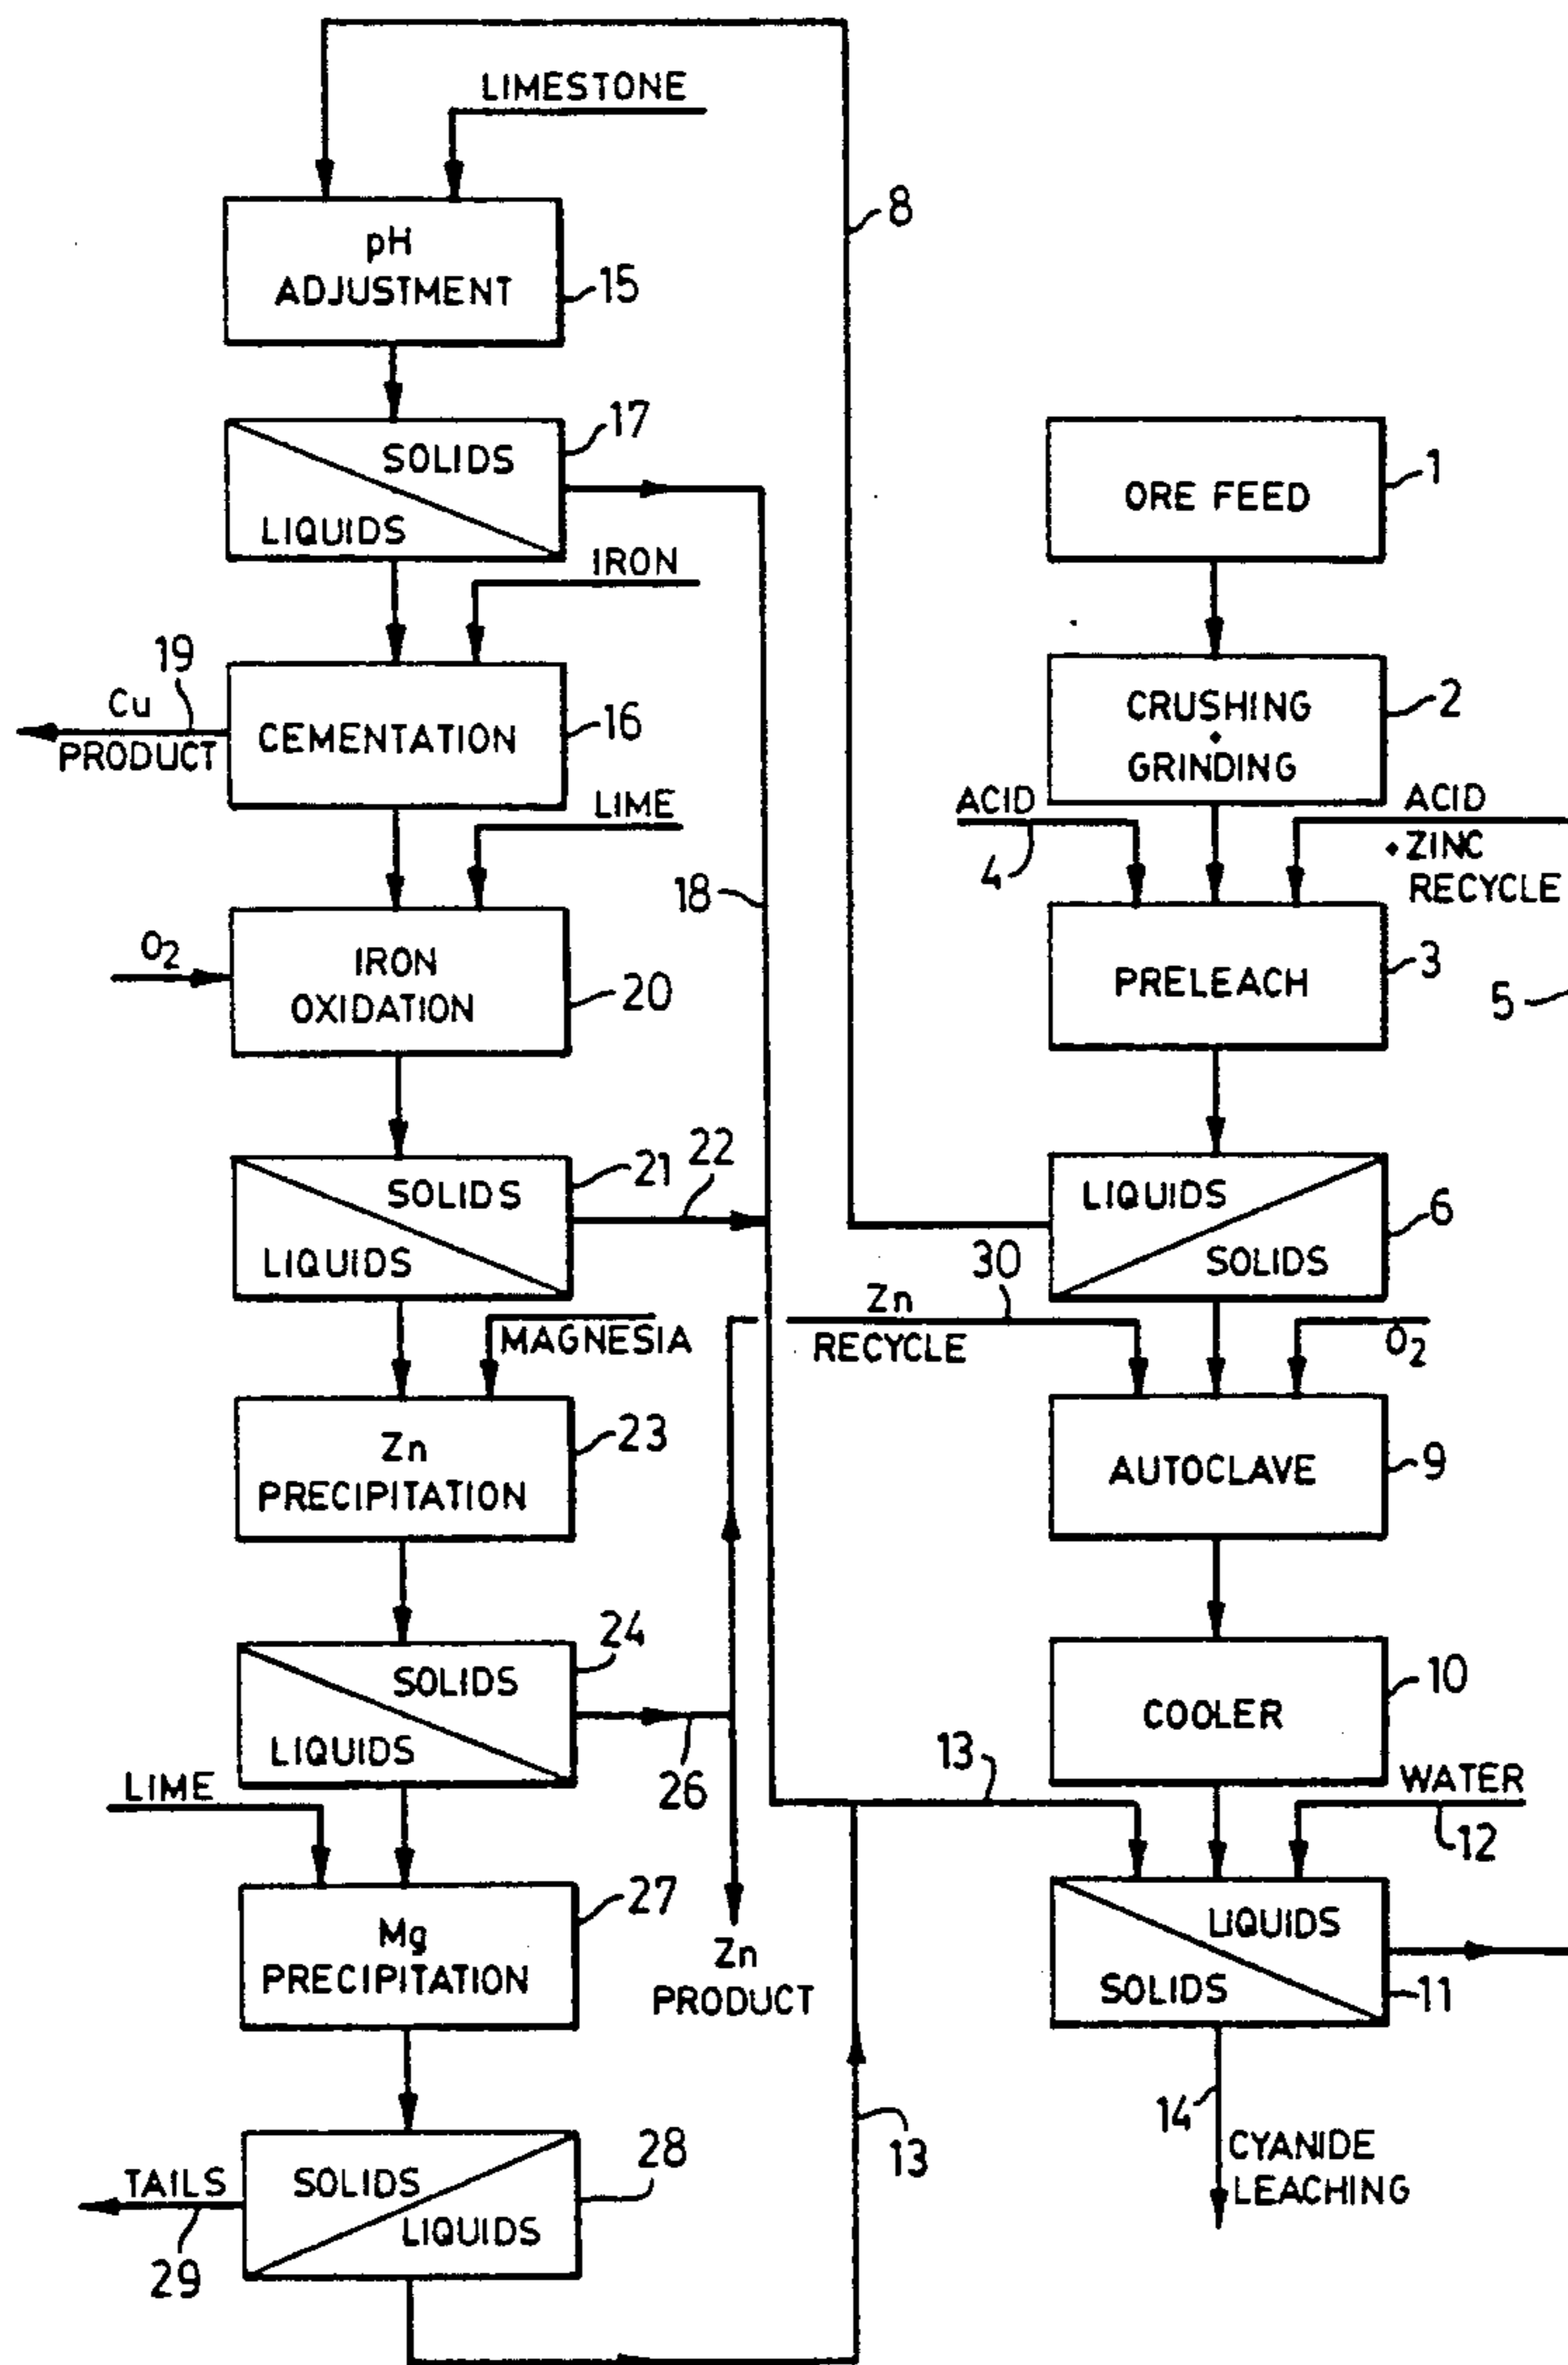 LIMESTONE
8
pH
ADJUSTMENT
15
17
SOLIDS
LIQUIDS
IRON
19
Cu
PRODUCT
CEMENTATION
16
LIME
18
O2
IRON
OXIDATION
20
SOLIDS
LIQUIDS
21
22
MAGNESIA
Zn
PRECIPITATION
23
24
SOLIDS
LIQUIDS
26
LIME
Mg
PRECIPITATION
27
Zn
PRODUCT
TAILS
29
SOLIDS
LIQUIDS
28
13
ORE FEED
1
CRUSHING
+
GRINDING
2
ACID
4
ACID
+ ZINC
RECYCLE
PRELEACH
3
5
LIQUIDS
SOLIDS
6
30
Zn
RECYCLE
O2
AUTOCLAVE
9
COOLER
10
13
WATER
12
LIQUIDS
SOLIDS
11
14
CYANIDE
LEACHING